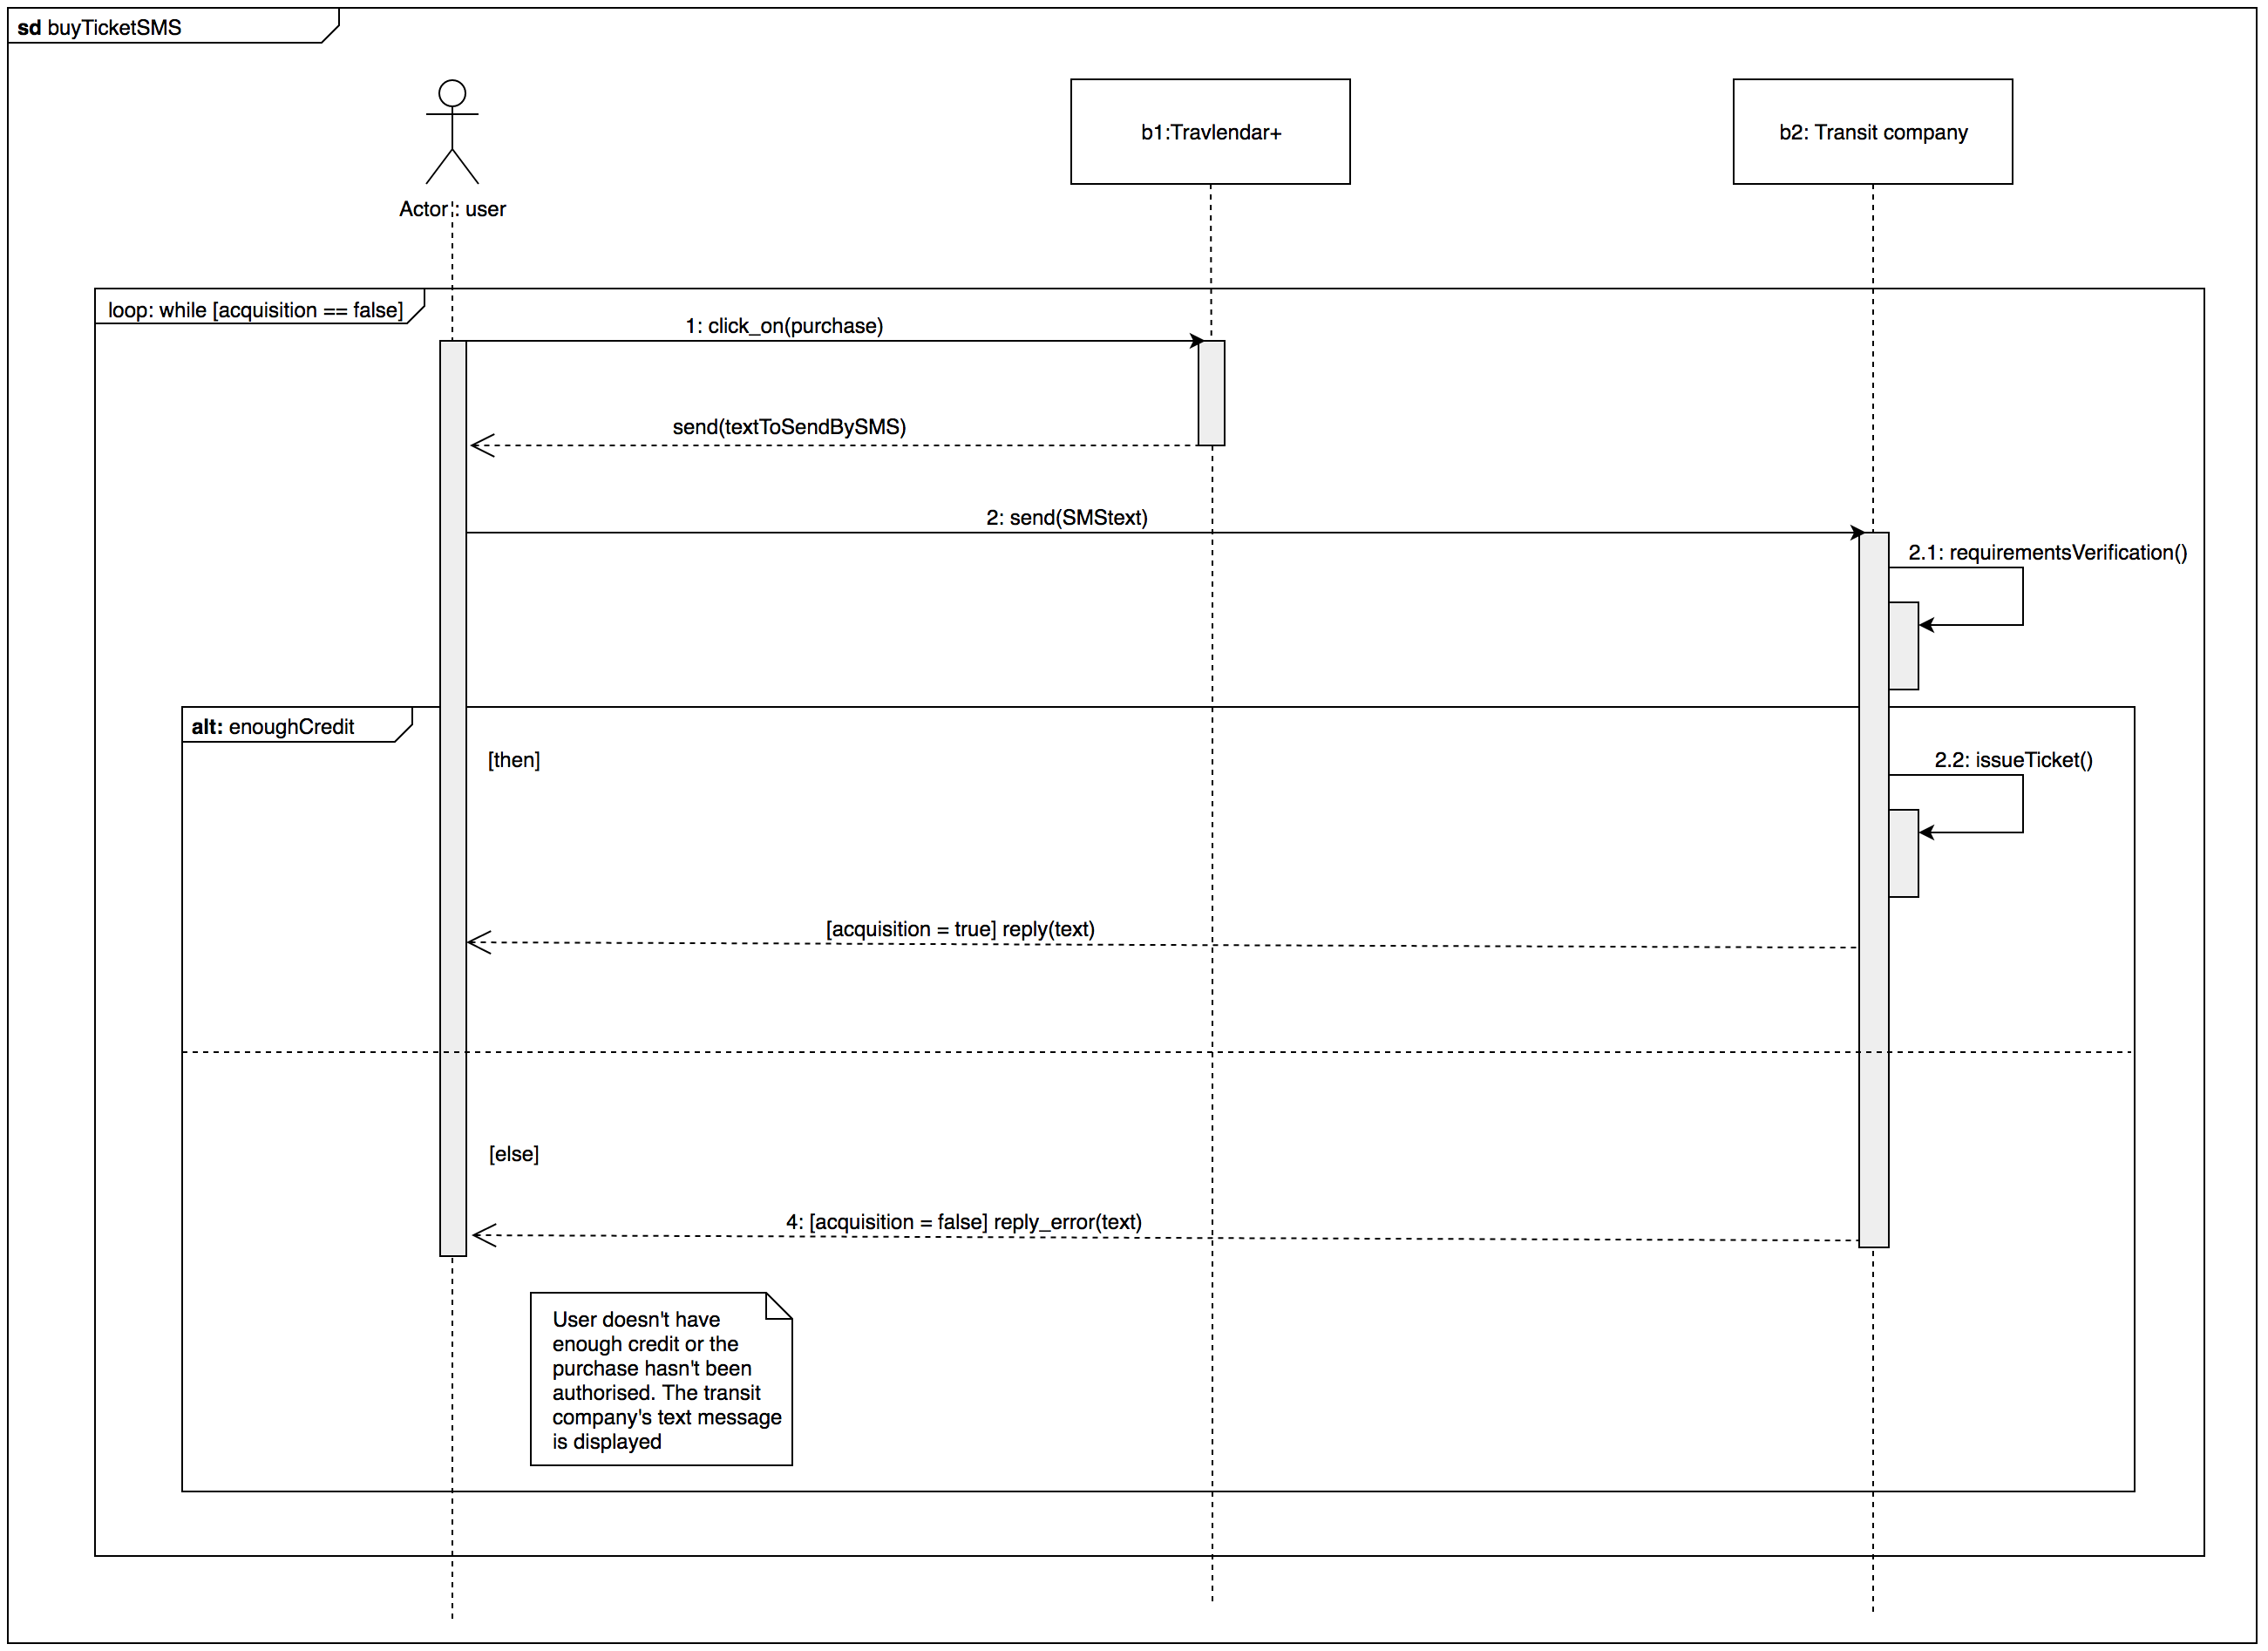 sd buyTicketSMS
Actor : user
b1:Travlendar+
b2: Transit company
loop: while [acquisition == false]
1: click_on(purchase)
send(textToSendBySMS)
2: send(SMStext)
2.1: requirementsVerification()
alt: enoughCredit
[then]
2.2: issueTicket()
[acquisition = true] reply(text)
[else]
4: [acquisition = false] reply_error(text)
User doesn't have
enough credit or the
purchase hasn't been
authorised. The transit
company's text message
is displayed